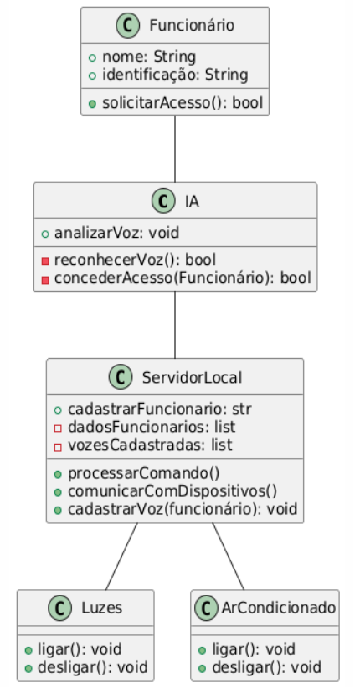 C Funcionário
nome: String
identificação: String
solicitarAcesso(): bool
C IA
analizarVoz: void
reconhecerVoz(): bool
concederAcesso(Funcionário): bool
C ServidorLocal
cadastrarFuncionario: str
dadosFuncionarios: list
vozesCadastradas: list
processarComando()
comunicarComDispositivos()
cadastrarVoz(funcionário): void
C Luzes
ligar(): void
desligar(): void
C ArCondicionado
ligar(): void
desligar(): void